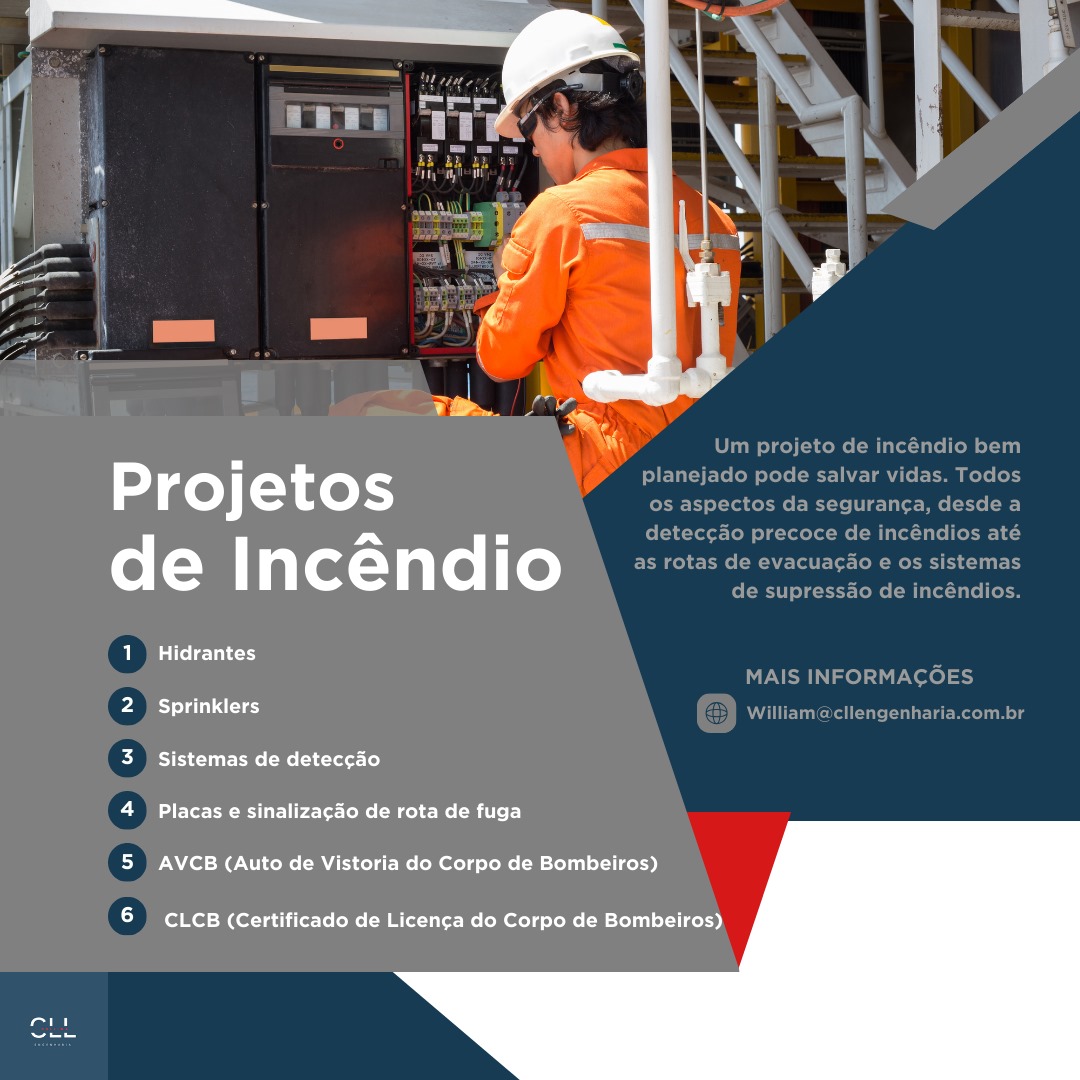 Projetos
de Incêndio
1 Hidrantes
2 Sprinklers
3 Sistemas de detecção
4 Placas e sinalização de rota de fuga
5 AVCB (Auto de Vistoria do Corpo de Bombeiros)
6 CLCB (Certificado de Licença do Corpo de Bombeiros)
Um projeto de incêndio bem
planejado pode salvar vidas. Todos
os aspectos da segurança, desde a
detecção precoce de incêndios até
as rotas de evacuação e os sistemas
de supressão de incêndios.
MAIS INFORMAÇÕES
William@cllengenharia.com.br
CLL